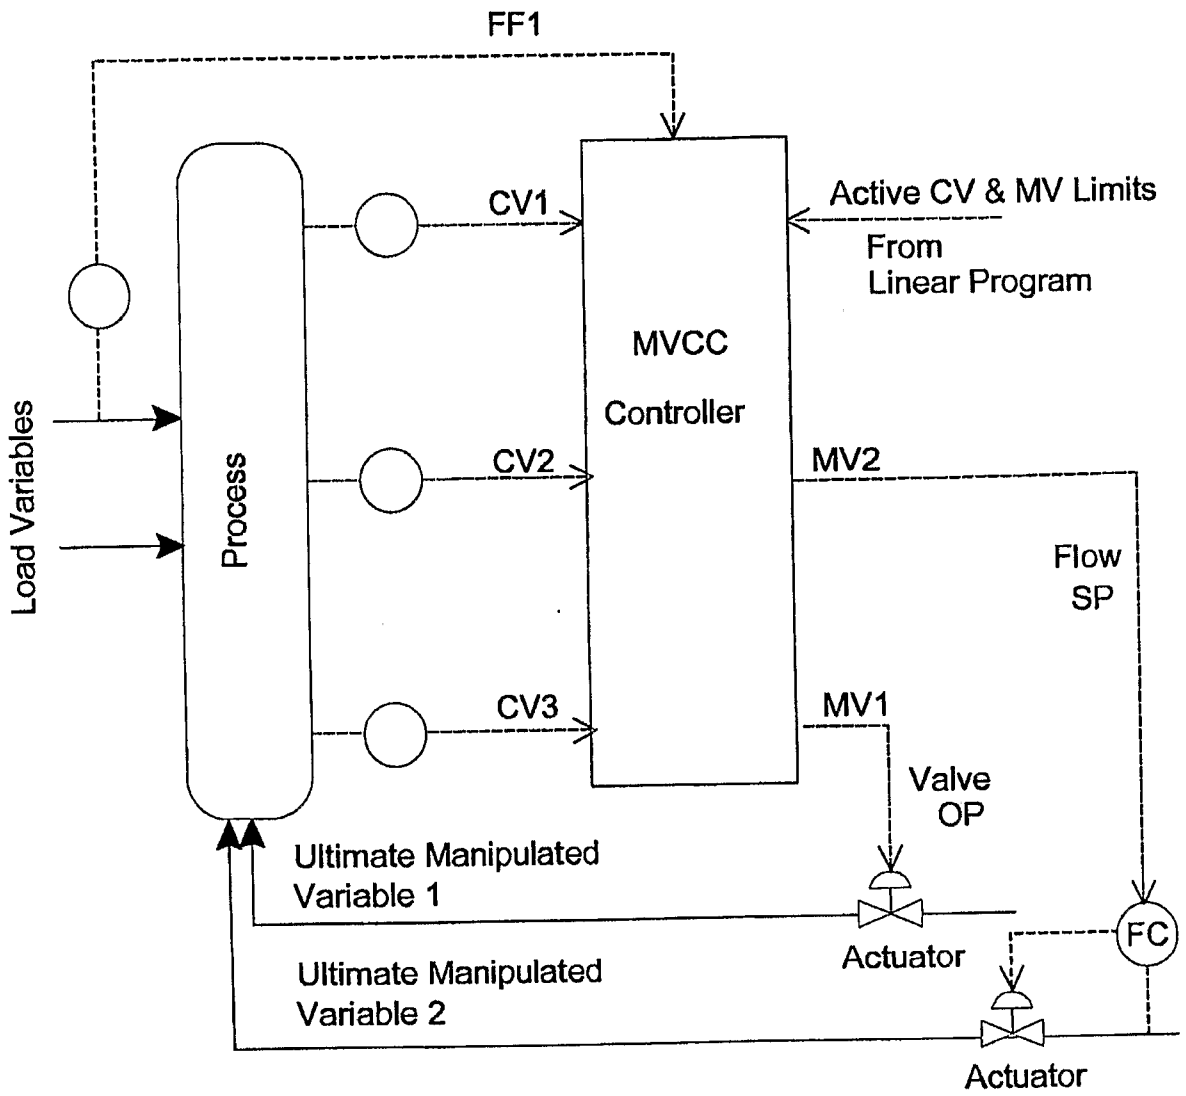 FF1
CV1
Active CV & MV Limits
From
Linear Program
MVCC
Controller
Load Variables
Process
CV2
MV2
Flow
SP
CV3
MV1
Valve
OP
Ultimate Manipulated
Variable 1
FC
Actuator
Ultimate Manipulated
Variable 2
Actuator